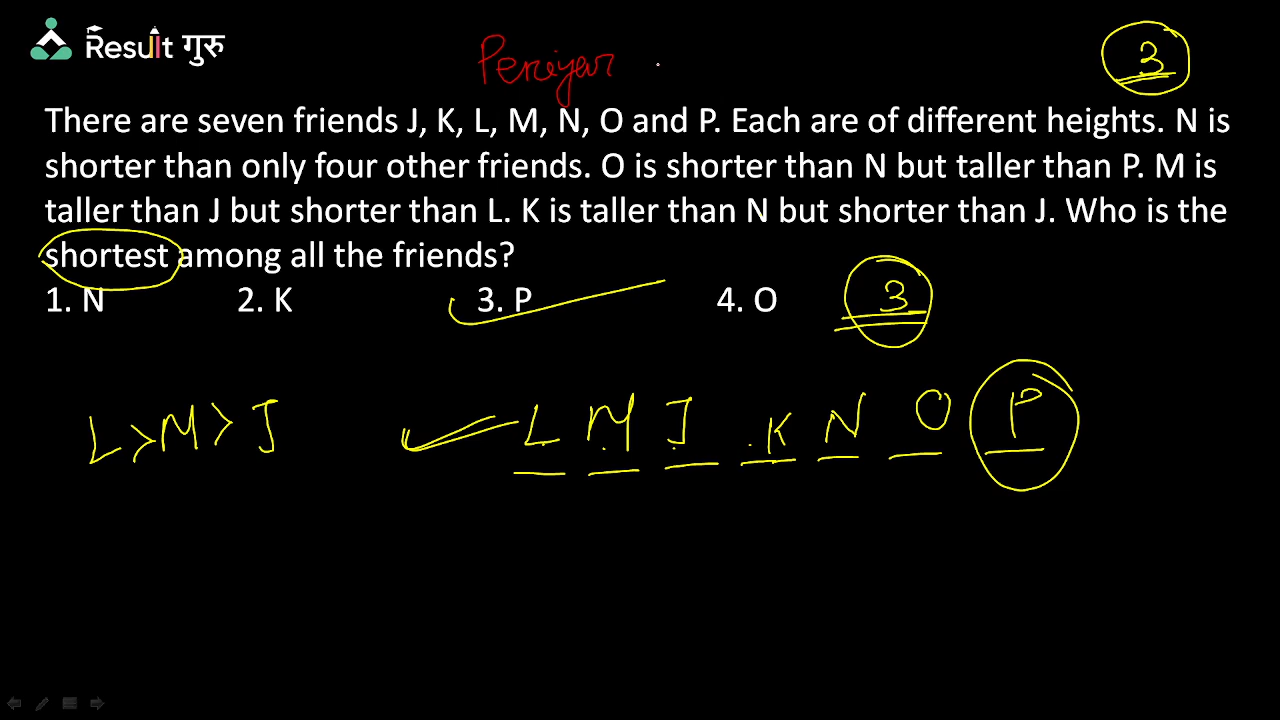 Result गुरु
Periyar
3
There are seven friends J, K, L, M, N, O and P. Each are of different heights. N is
shorter than only four other friends. O is shorter than N but taller than P. M is
taller than J but shorter than L. K is taller than N but shorter than J. Who is the
shortest among all the friends?
1. N 2. K 3. P 4. O 3
L>M>J L M J K N O P